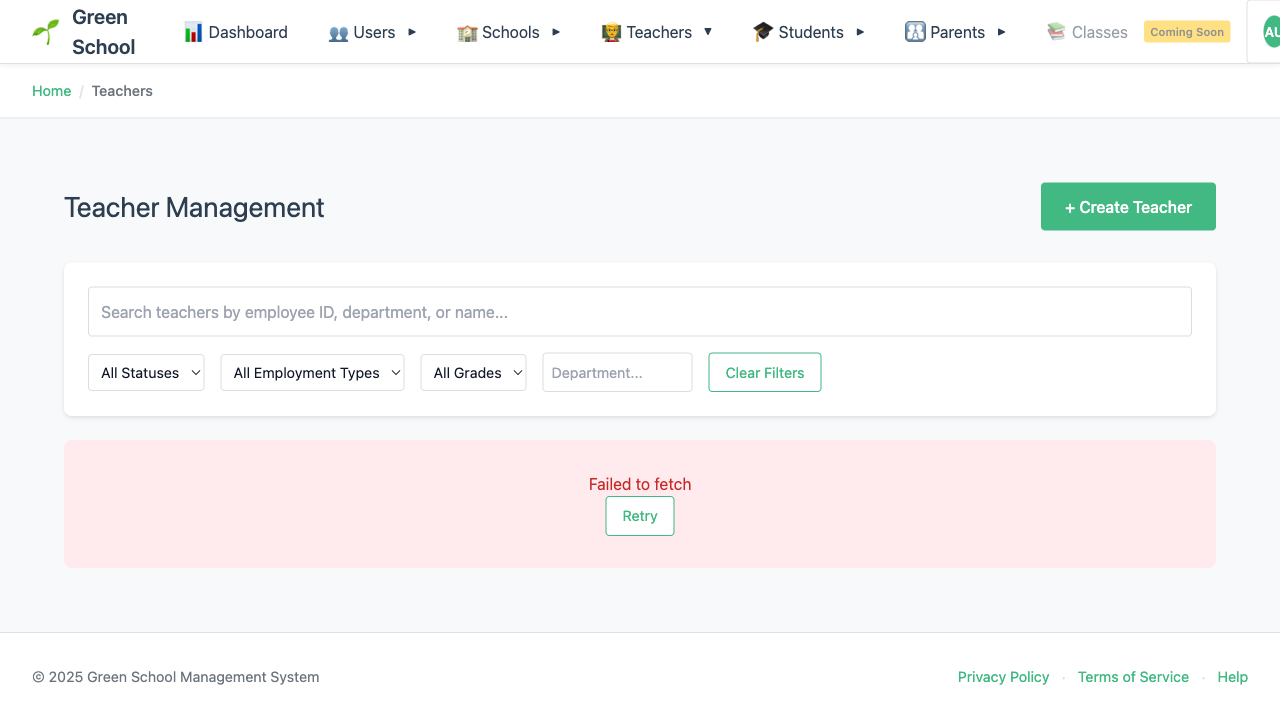 Green School
📊 Dashboard
👥 Users ▸
🏫 Schools ▸
👨‍🏫 Teachers ▾
🎓 Students ▸
Parents ▸
📚 Classes
Coming Soon
AU
Home / Teachers
Teacher Management
+ Create Teacher
Search teachers by employee ID, department, or name...
All Statuses
All Employment Types
All Grades
Department...
Clear Filters
Failed to fetch
Retry
© 2025 Green School Management System
Privacy Policy · Terms of Service · Help